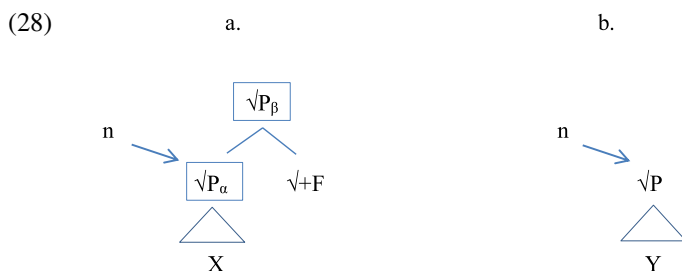 (28) a. b.
√Pβ
n n
√Pα √+F √P
X Y